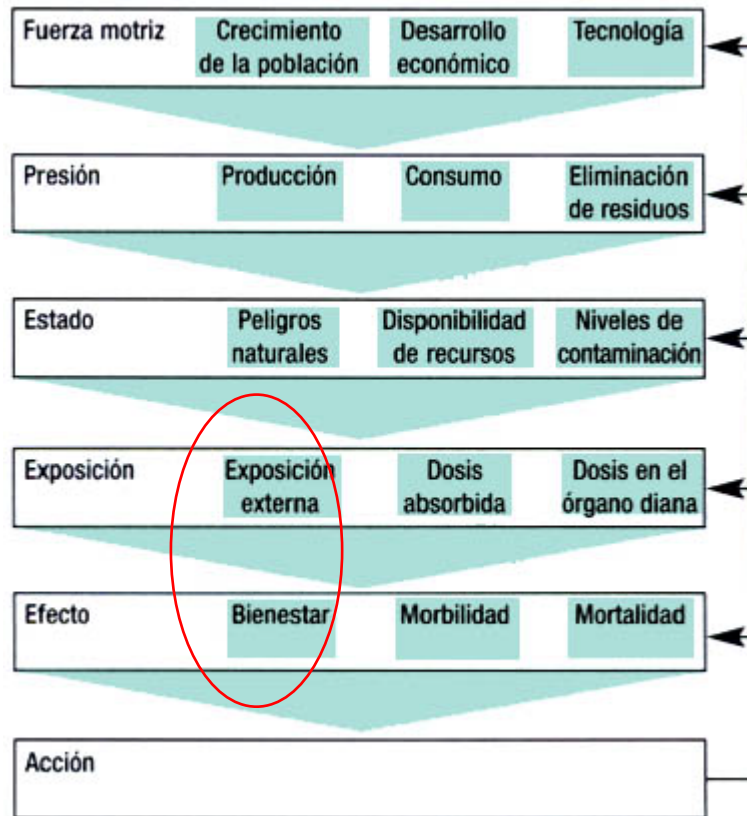 Fuerza motriz
Crecimiento
de la población
Desarrollo
económico
Tecnología
Presión
Producción
Consumo
Eliminación
de residuos
Estado
Peligros
naturales
Disponibilidad
de recursos
Niveles de
contaminación
Exposición
Exposición
externa
Dosis
absorbida
Dosis en el
órgano diana
Efecto
Bienestar
Morbilidad
Mortalidad
Acción